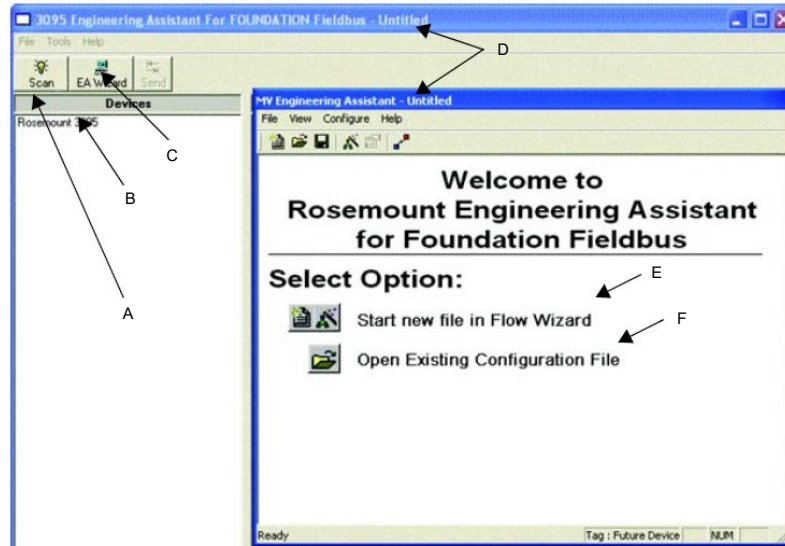 3095 Engineering Assistant For FOUNDATION Fieldbus - Untitled
D
File Tools Help
Scan EA Wizard Send
Devices
Rosemount 3095
C
B
A
MV Engineering Assistant - Untitled
File View Configure Help
Welcome to
Rosemount Engineering Assistant
for Foundation Fieldbus
Select Option:
E
Start new file in Flow Wizard
F
Open Existing Configuration File
Ready Tag : Future Device NUM